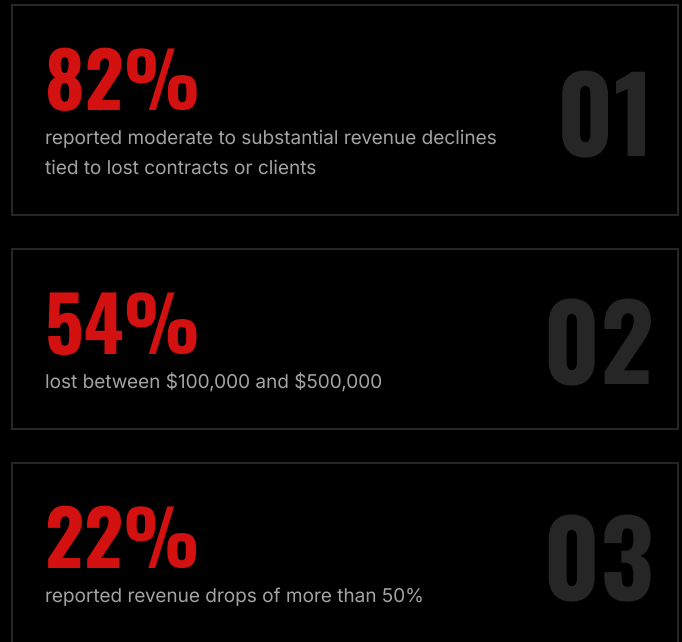 82%
01
reported moderate to substantial revenue declines
tied to lost contracts or clients
54%
02
lost between $100,000 and $500,000
22%
03
reported revenue drops of more than 50%